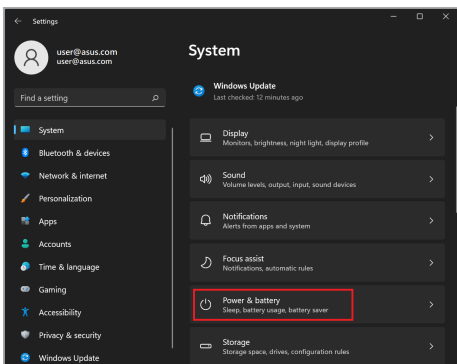 Settings
user@asus.com
user@asus.com
Find a setting
System
Bluetooth & devices
Network & internet
Personalization
Apps
Accounts
Time & language
Gaming
Accessibility
Privacy & security
Windows Update
System
Windows Update
Last checked: 12 minutes ago
Display
Monitors, brightness, night light, display profile
Sound
Volume levels, output, input, sound devices
Notifications
Alerts from apps and system
Focus assist
Notifications, automatic rules
Power & battery
Sleep, battery usage, battery saver
Storage
Storage space, drives, configuration rules